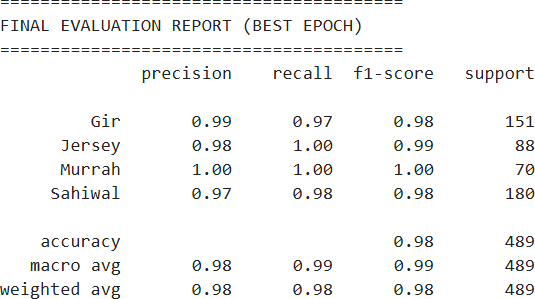 ========================================
FINAL EVALUATION REPORT (BEST EPOCH)
========================================
precision recall f1-score support
Gir 0.99 0.97 0.98 151
Jersey 0.98 1.00 0.99 88
Murrah 1.00 1.00 1.00 70
Sahiwal 0.97 0.98 0.98 180
accuracy 0.98 489
macro avg 0.98 0.99 0.99 489
weighted avg 0.98 0.98 0.98 489